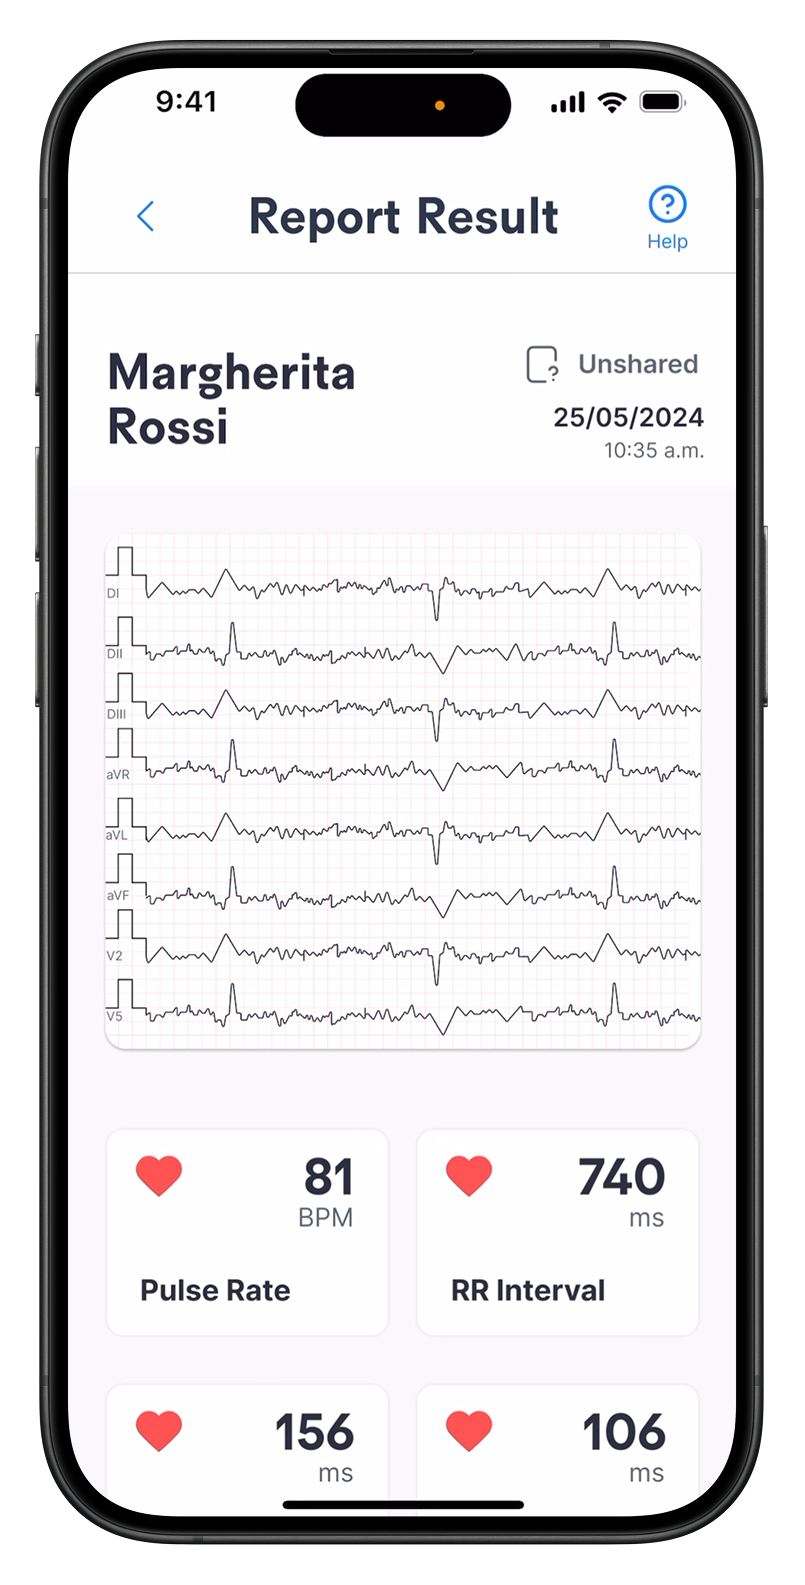 9:41
Report Result
Help
Margherita
Rossi
Unshared
25/05/2024
10:35 a.m.
DI
DII
DIII
aVR
aVL
aVF
V2
V5
81
BPM
Pulse Rate
740
ms
RR Interval
156
ms
106
ms